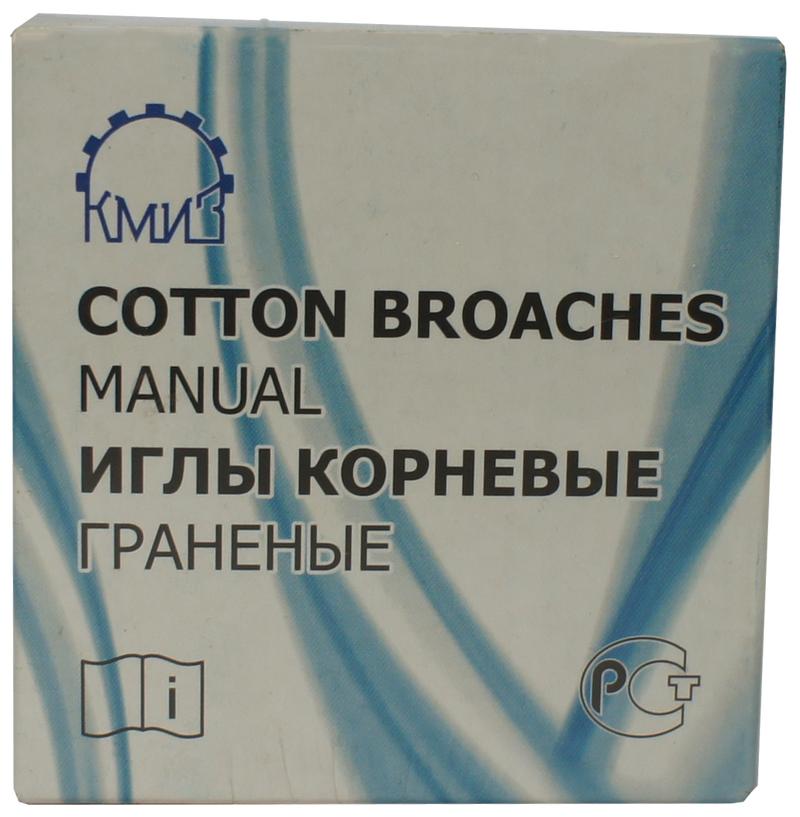 КМИЗ
COTTON BROACHES
MANUAL
ИГЛЫ КОРНЕВЫЕ
ГРАНЕНЫЕ
i
РСТ